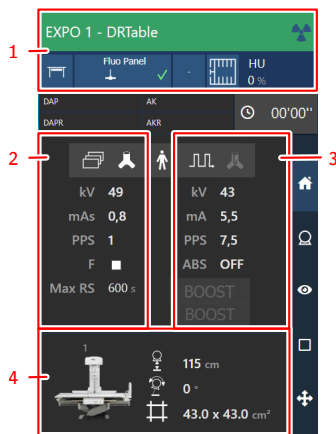 EXPO 1 - DRTable
1
Fluo Panel
-
HU
0 %
DAP AK
DAPR AKR
00'00"
2
3
kV 49
mAs 0,8
PPS 1
F
Max RS 600 s
kV 43
mA 5,5
PPS 7,5
ABS OFF
BOOST
BOOST
4
1
115 cm
0 °
43.0 x 43.0 cm²